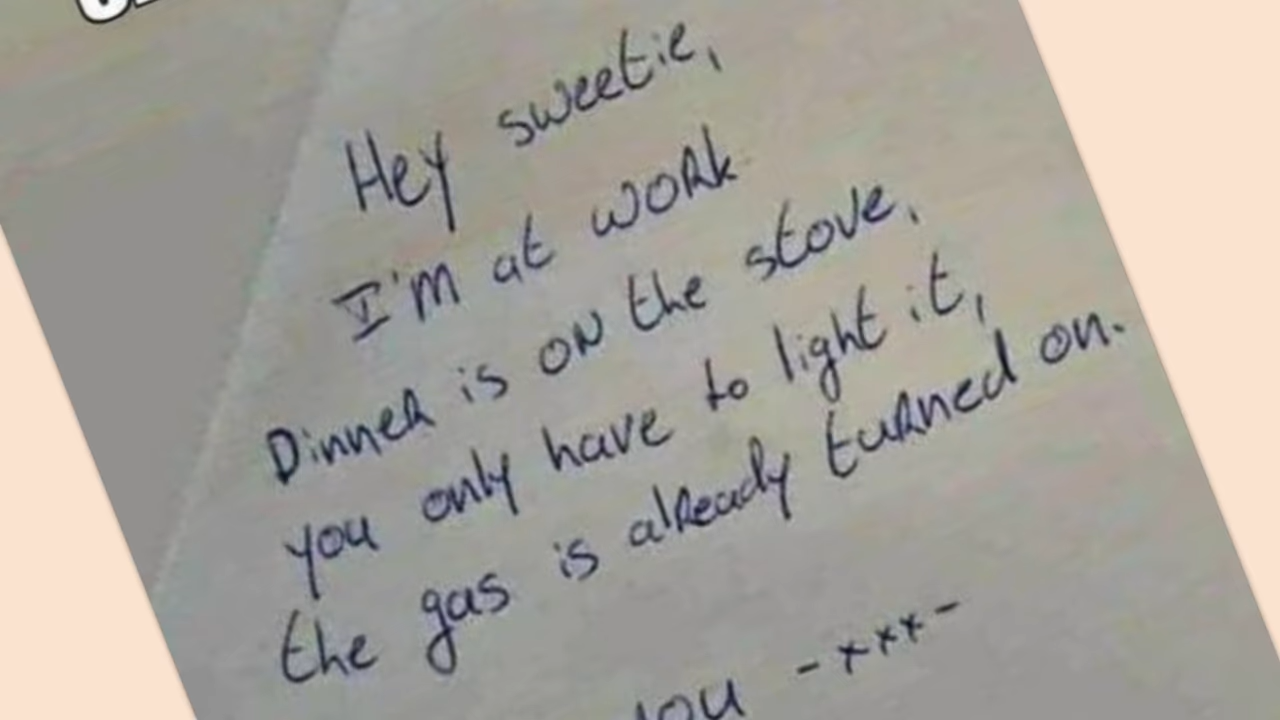 Hey sweetie,
I'm at work
Dinner is on the stove,
you only have to light it,
the gas is already turned on.
you -xxx-